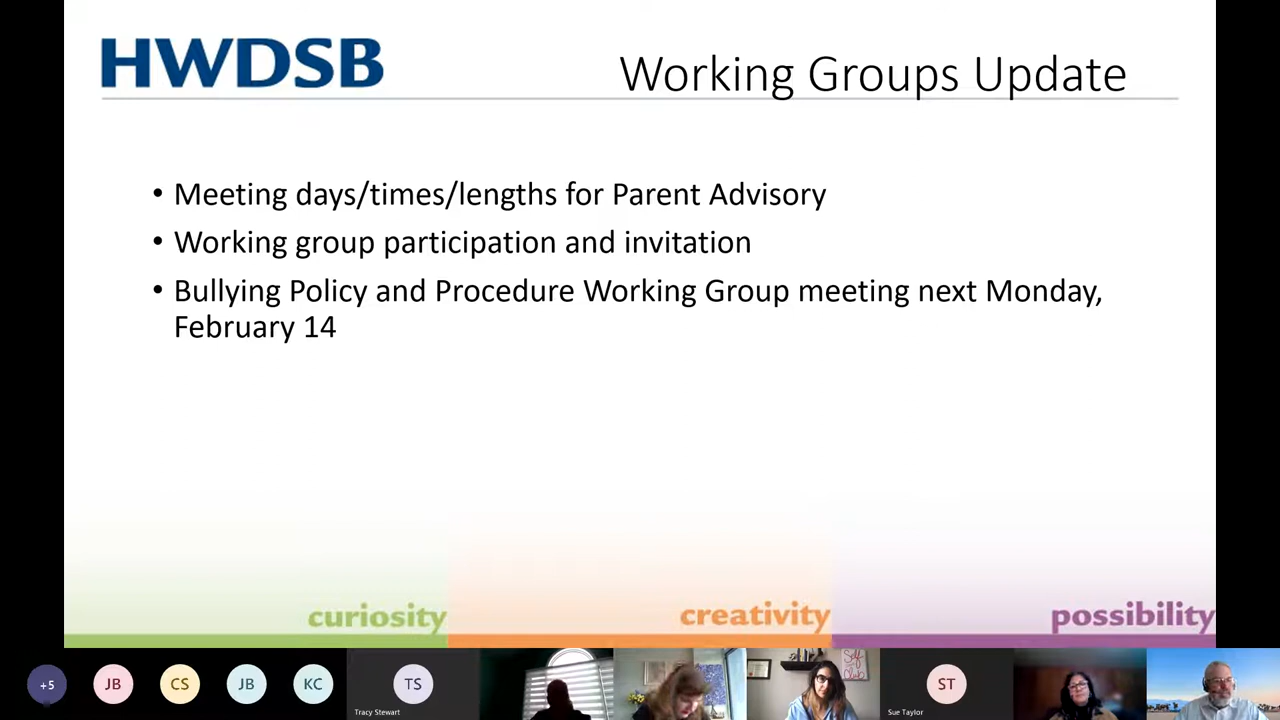 HWDSB
Working Groups Update
• Meeting days/times/lengths for Parent Advisory
• Working group participation and invitation
• Bullying Policy and Procedure Working Group meeting next Monday,
February 14
curiosity
creativity
possibility
+5
JB
CS
JB
KC
TS
Tracy Stewart
ST
Sue Taylor